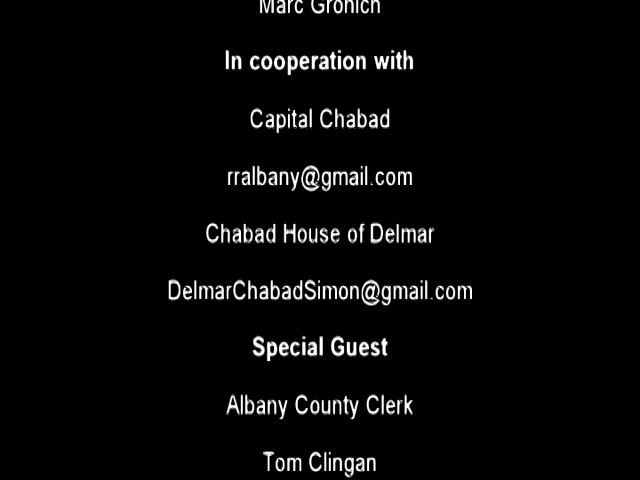 Marc Gronich
In cooperation with
Capital Chabad
rralbany@gmail.com
Chabad House of Delmar
DelmarChabadSimon@gmail.com
Special Guest
Albany County Clerk
Tom Clingan